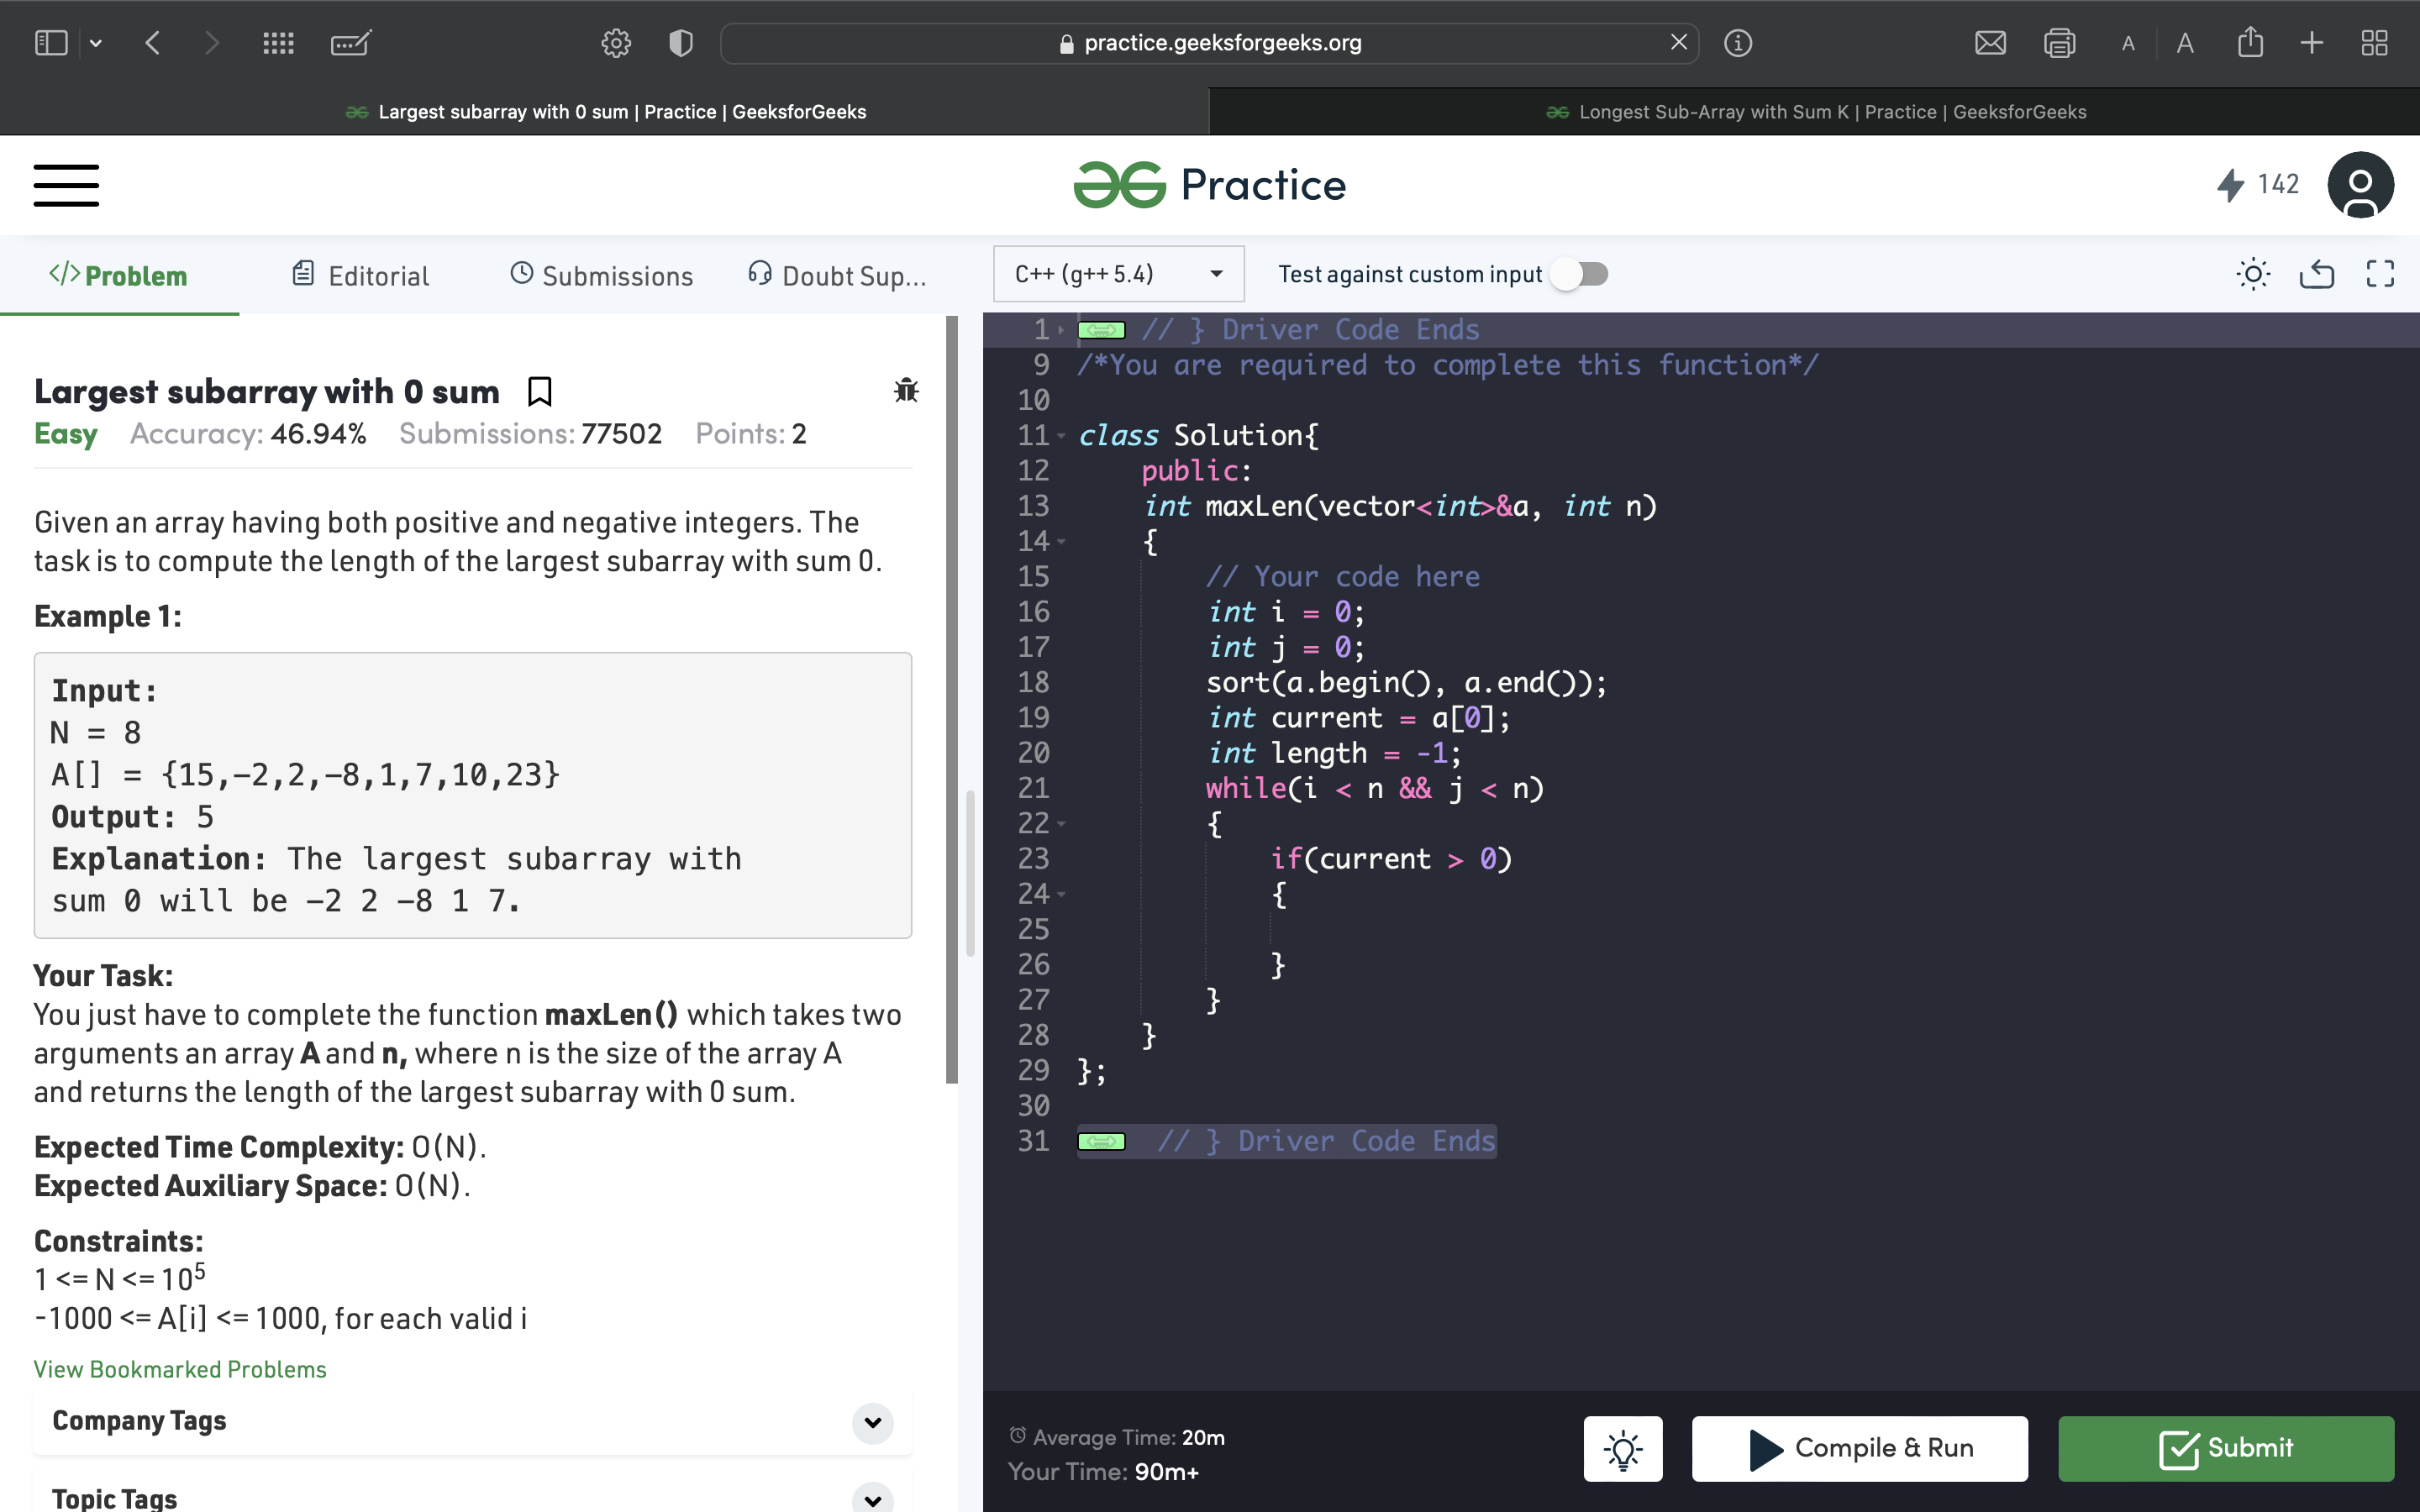 practice.geeksforgeeks.org
A A
Largest subarray with 0 sum | Practice | GeeksforGeeks
Longest Sub-Array with Sum K | Practice | GeeksforGeeks
Practice
142
</> Problem
Editorial
Submissions
Doubt Sup...
C++ (g++ 5.4)
Test against custom input
Largest subarray with 0 sum
Easy Accuracy: 46.94% Submissions: 77502 Points: 2
Given an array having both positive and negative integers. The
task is to compute the length of the largest subarray with sum 0.
Example 1:
Input:
N = 8
A[] = {15,-2,2,-8,1,7,10,23}
Output: 5
Explanation: The largest subarray with
sum 0 will be -2 2 -8 1 7.
Your Task:
You just have to complete the function maxLen() which takes two
arguments an array A and n, where n is the size of the array A
and returns the length of the largest subarray with 0 sum.
Expected Time Complexity: O(N).
Expected Auxiliary Space: O(N).
Constraints:
1 <= N <= 10⁵
-1000 <= A[i] <= 1000, for each valid i
View Bookmarked Problems
Company Tags
Topic Tags
1 // } Driver Code Ends
9 /*You are required to complete this function*/
10
11 class Solution{
12 public:
13 int maxLen(vector<int>&a, int n)
14 {
15 // Your code here
16 int i = 0;
17 int j = 0;
18 sort(a.begin(), a.end());
19 int current = a[0];
20 int length = -1;
21 while(i < n && j < n)
22 {
23 if(current > 0)
24 {
25
26 }
27 }
28 }
29 };
30
31 // } Driver Code Ends
Average Time: 20m
Your Time: 90m+
Compile & Run
Submit